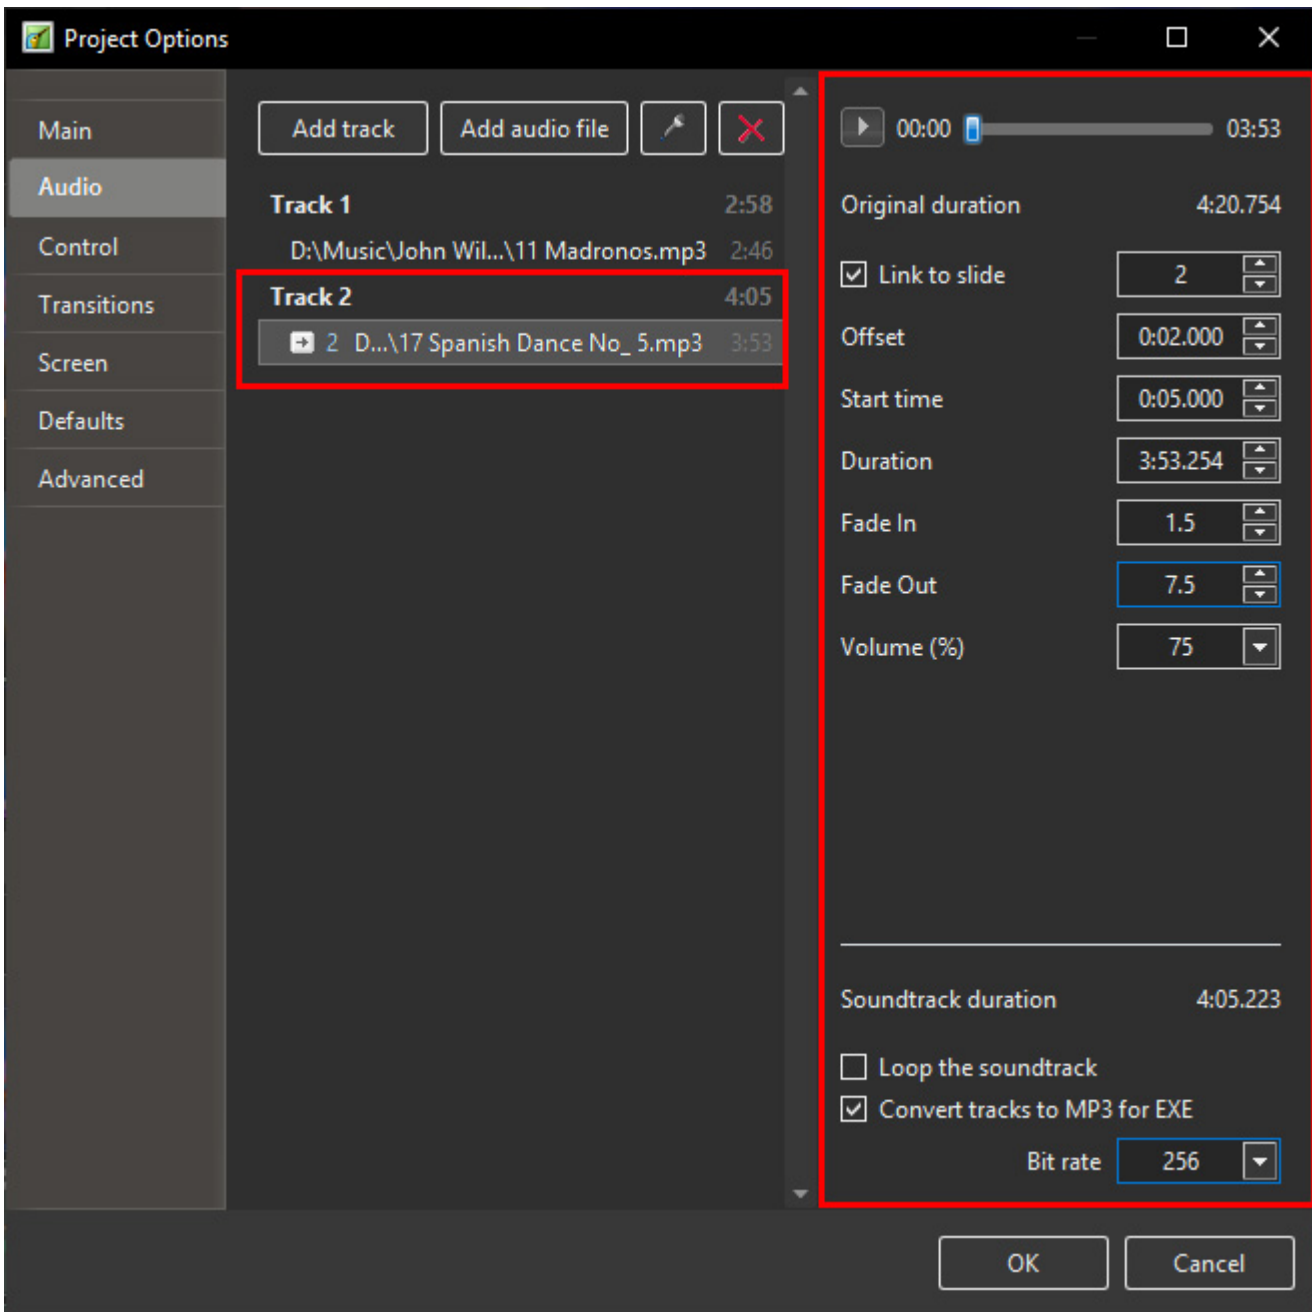 Project Options
Main
Audio
Control
Transitions
Screen
Defaults
Advanced
Add track Add audio file
Track 1 2:58
D:\Music\John Wil...\11 Madronos.mp3 2:46
Track 2 4:05
2 D...\17 Spanish Dance No_ 5.mp3 3:53
00:00 03:53
Original duration 4:20.754
Link to slide 2
Offset 0:02.000
Start time 0:05.000
Duration 3:53.254
Fade In 1.5
Fade Out 7.5
Volume (%) 75
Soundtrack duration 4:05.223
Loop the soundtrack
Convert tracks to MP3 for EXE
Bit rate 256
OK Cancel